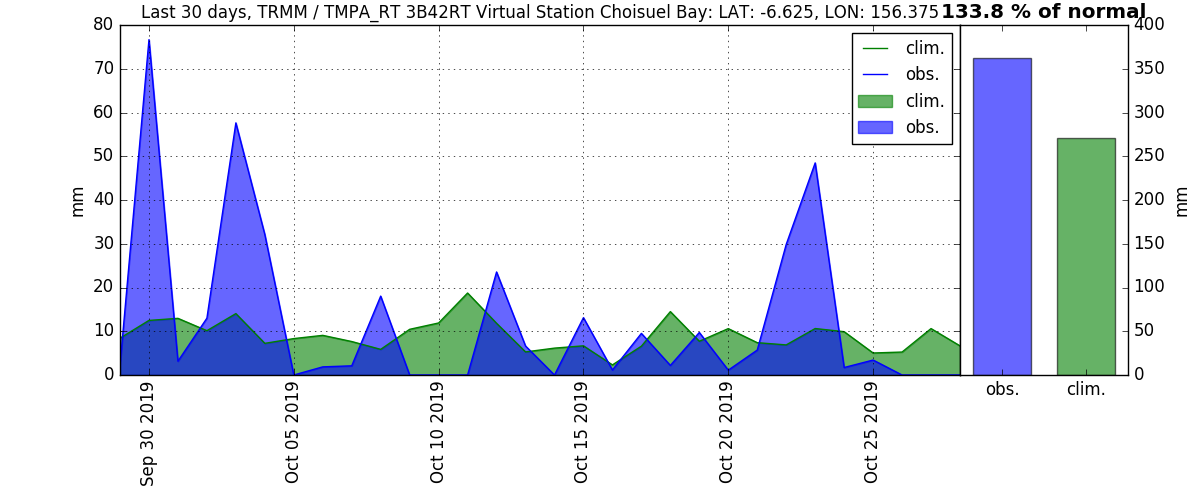 Last 30 days, TRMM / TMPA_RT 3B42RT Virtual Station Choisuel Bay: LAT: -6.625, LON: 156.375
133.8 % of normal
80
70
60
50
40
30
20
10
0
mm
clim.
obs.
clim.
obs.
Sep 30 2019
Oct 05 2019
Oct 10 2019
Oct 15 2019
Oct 20 2019
Oct 25 2019
400
350
300
250
200
150
100
50
0
mm
obs.
clim.